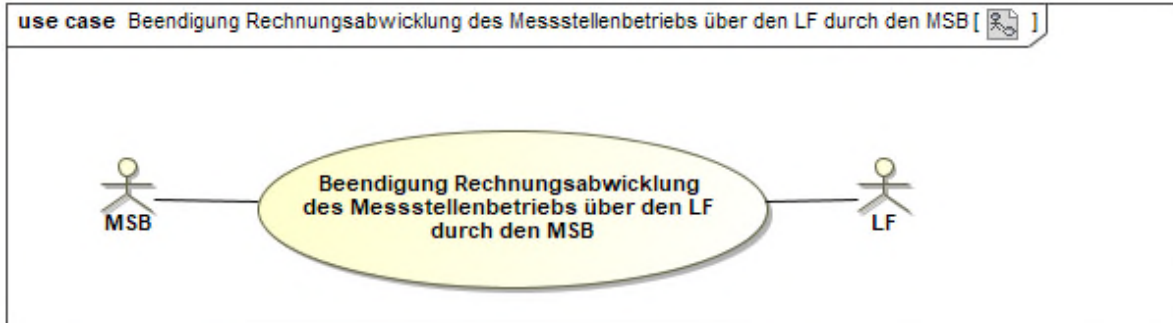 use case Beendigung Rechnungsabwicklung des Messstellenbetriebs über den LF durch den MSB [ ]
Beendigung Rechnungsabwicklung
des Messstellenbetriebs über den LF
durch den MSB
MSB
LF